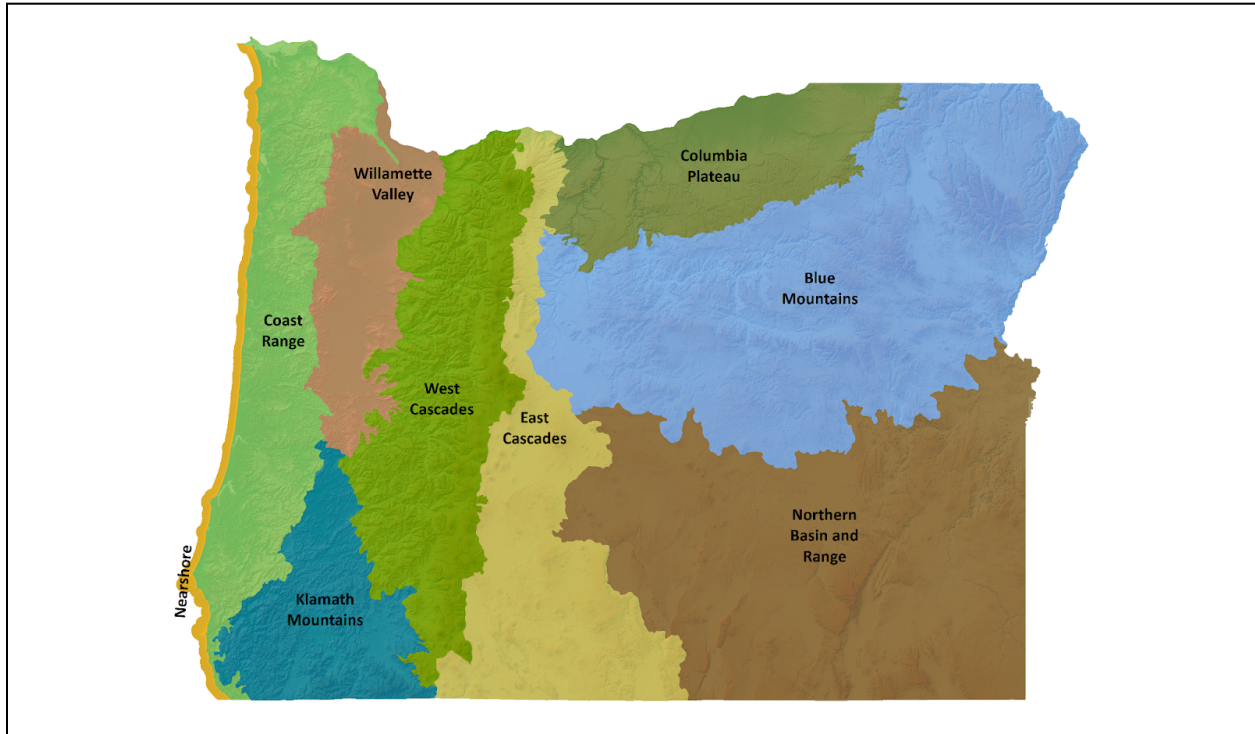 Willamette
Valley
Columbia
Plateau
Blue
Mountains
Coast
Range
West
Cascades
East
Cascades
Northern
Basin and
Range
Nearshore
Klamath
Mountains